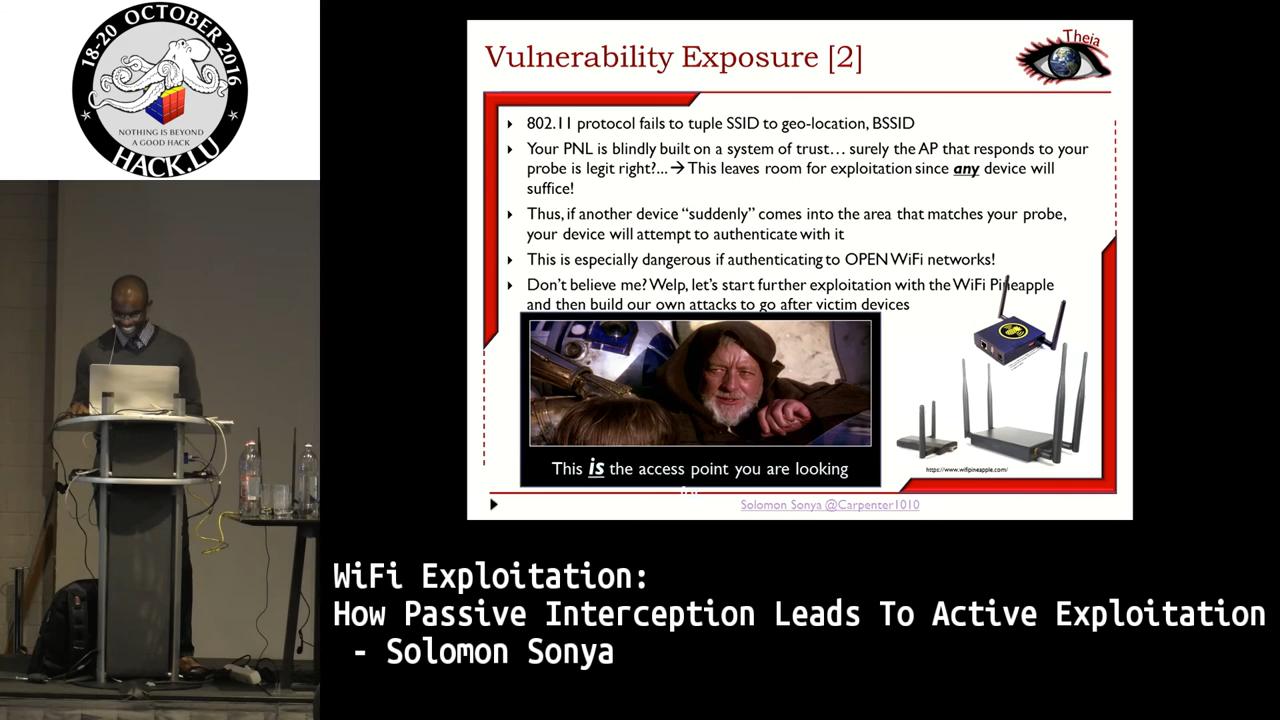 18-20 OCTOBER 2016
NOTHING IS BEYOND
A GOOD HACK
HACK.LU
Vulnerability Exposure [2]
Theia
802.11 protocol fails to tuple SSID to geo-location, BSSID
Your PNL is blindly built on a system of trust… surely the AP that responds to your
probe is legit right?... → This leaves room for exploitation since any device will
suffice!
Thus, if another device “suddenly” comes into the area that matches your probe,
your device will attempt to authenticate with it
This is especially dangerous if authenticating to OPEN WiFi networks!
Don’t believe me? Welp, let’s start further exploitation with the WiFi Pineapple
and then build our own attacks to go after victim devices
This is the access point you are looking
https://www.wifipineapple.com/
Solomon Sonya @Carpenter1010
WiFi Exploitation:
How Passive Interception Leads To Active Exploitation
- Solomon Sonya